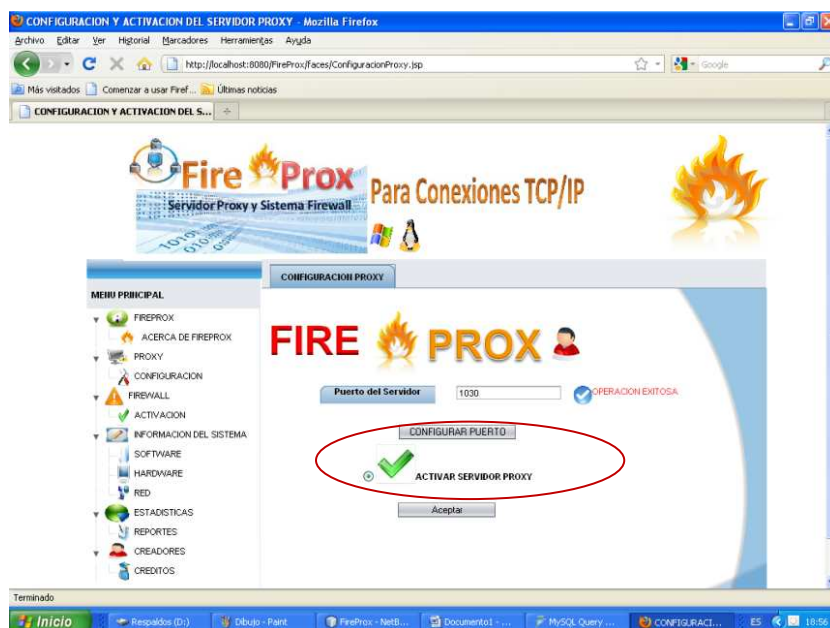 CONFIGURACION Y ACTIVACION DEL SERVIDOR PROXY - Mozilla Firefox
Archivo Editar Ver Historial Marcadores Herramientas Ayuda
http://localhost:8080/FireProx/faces/ConfiguracionProxy.jsp
Google
Más visitados Comenzar a usar Firef... Últimas noticias
CONFIGURACION Y ACTIVACION DEL S...
Fire Prox
Servidor Proxy y Sistema Firewall
Para Conexiones TCP/IP
CONFIGURACION PROXY
MENU PRINCIPAL
FIREPROX
ACERCA DE FIREPROX
PROXY
CONFIGURACION
FIREWALL
ACTIVACION
INFORMACION DEL SISTEMA
SOFTWARE
HARDWARE
RED
ESTADISTICAS
REPORTES
CREADORES
CREDITOS
FIRE PROX
Puerto del Servidor 1030 OPERACION EXITOSA
CONFIGURAR PUERTO
ACTIVAR SERVIDOR PROXY
Aceptar
Terminado
Inicio Respaldos (D:) Dibujo - Paint FireProx - NetB... Documento1 - ... MySQL Query ... CONFIGURACI... ES 18:56